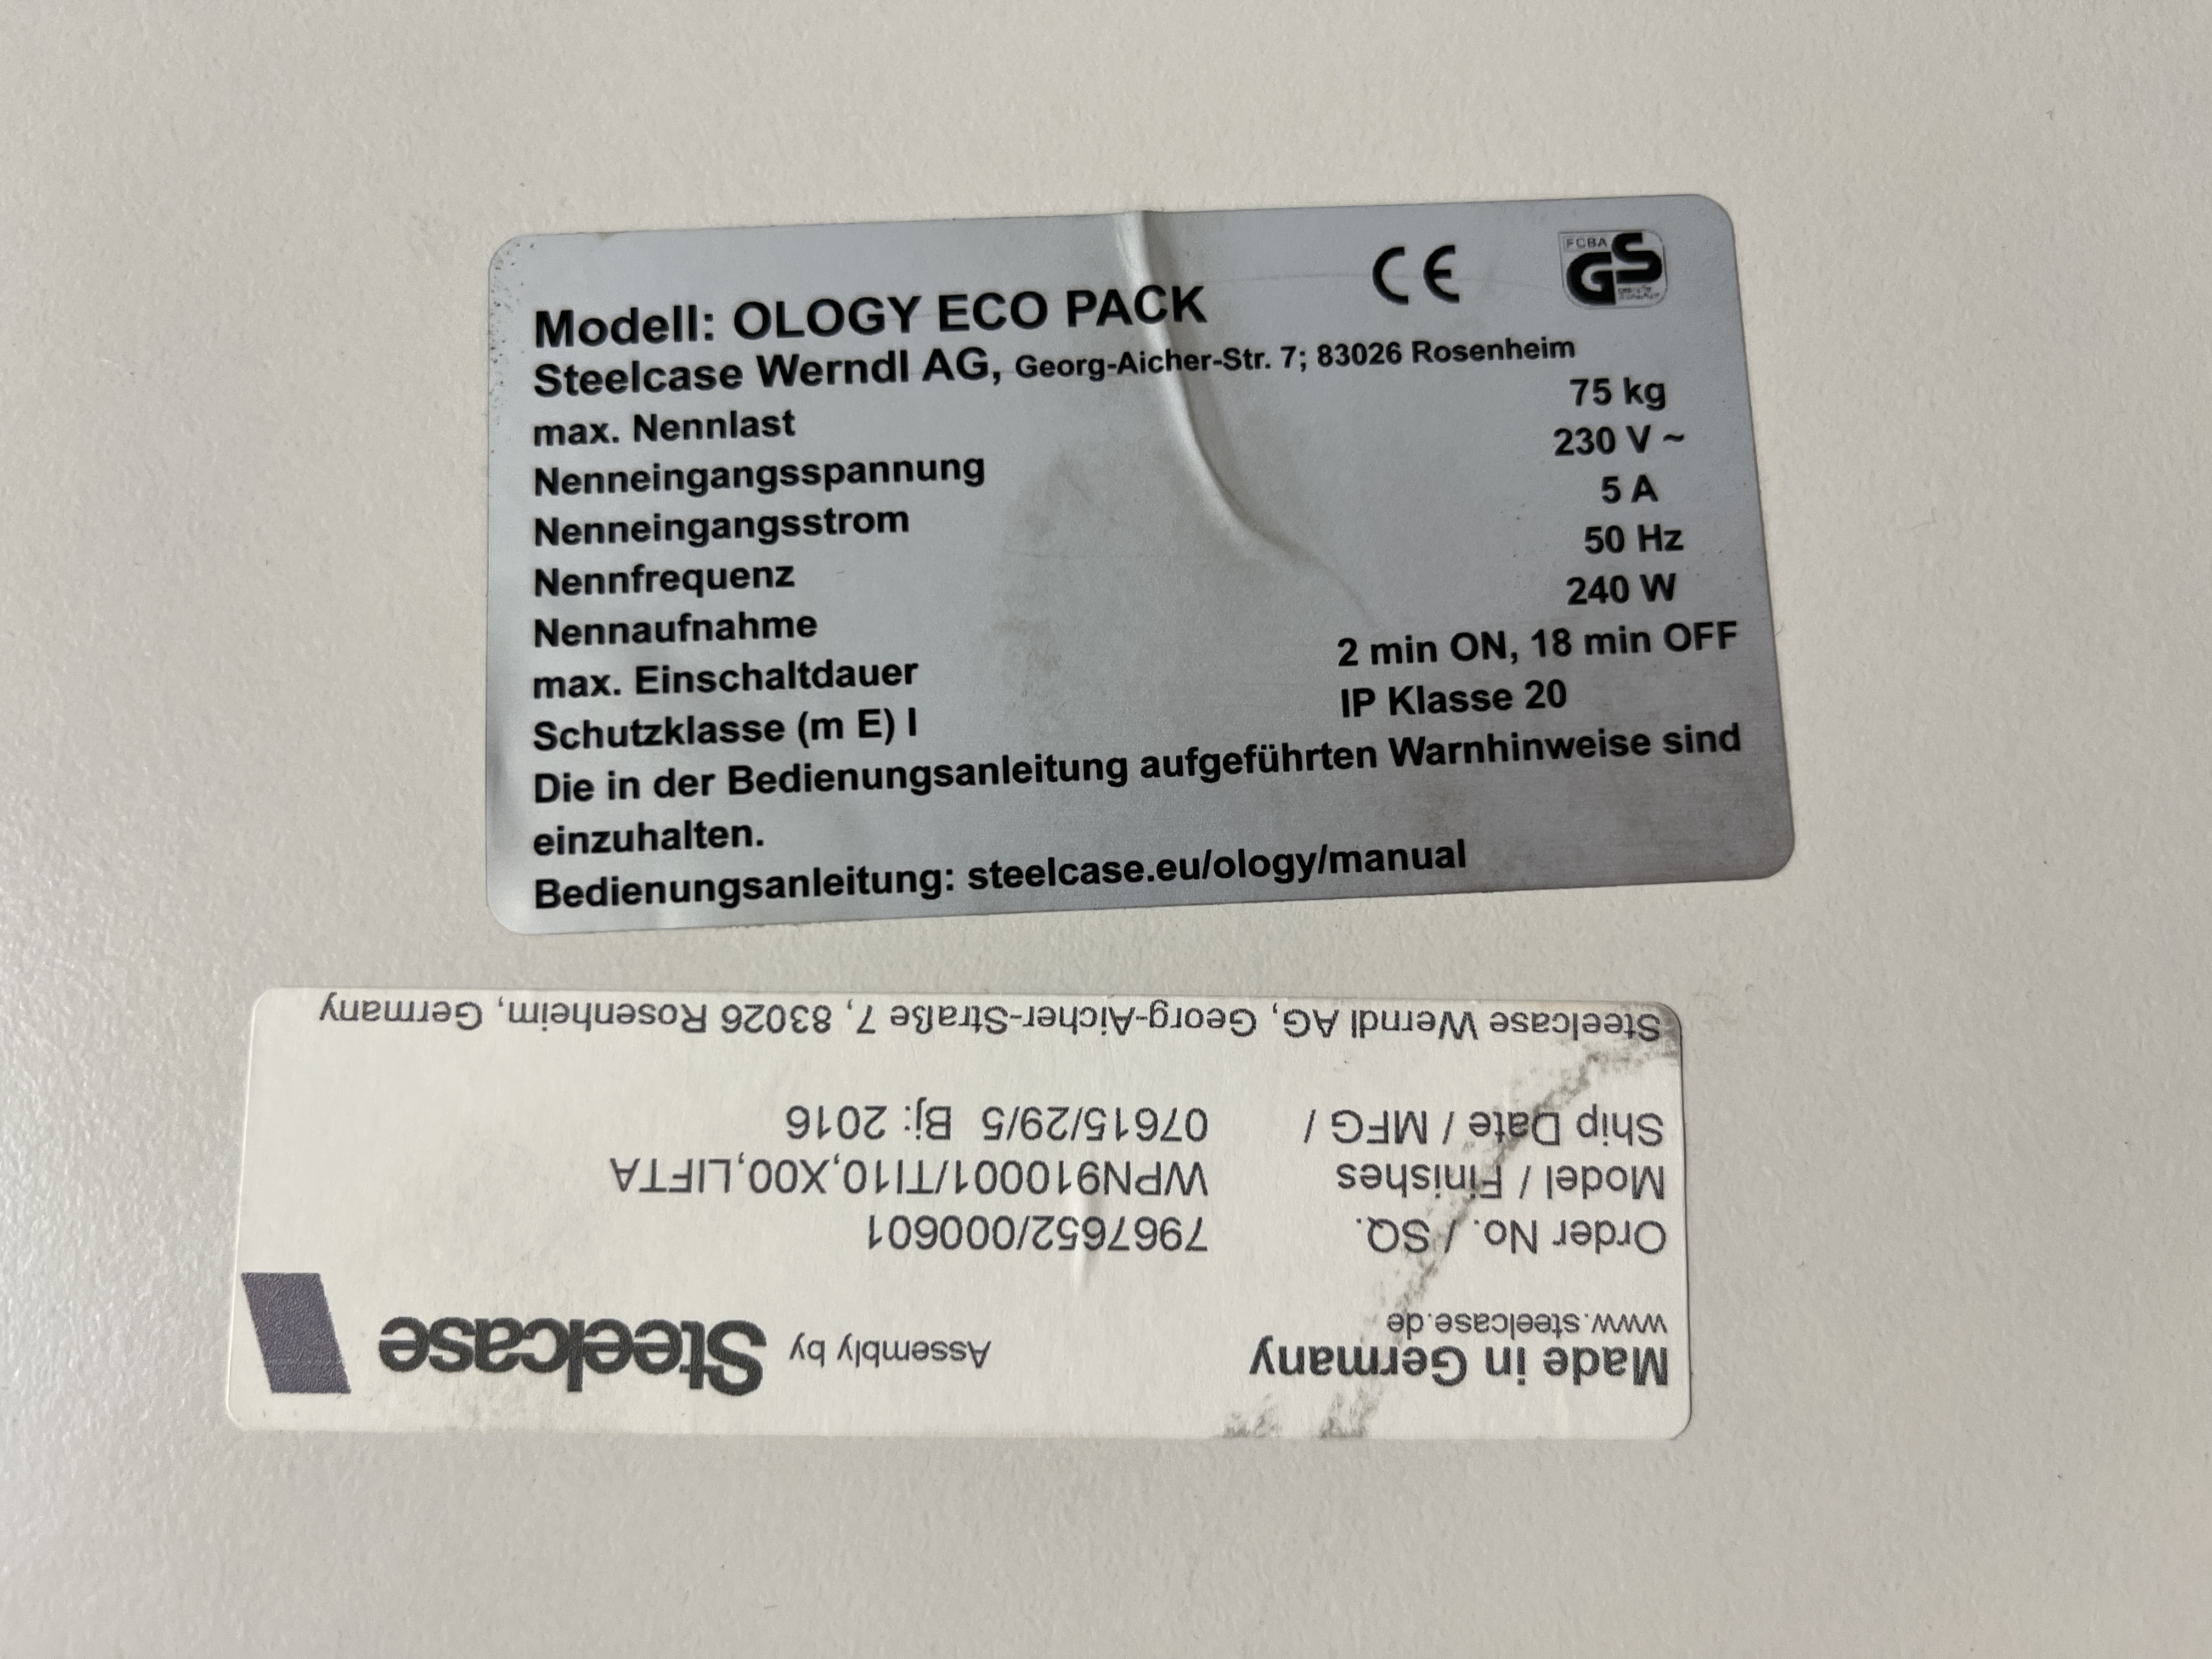 CE
FCBA
GS
Modell: OLOGY ECO PACK
Steelcase Werndl AG, Georg-Aicher-Str. 7; 83026 Rosenheim
max. Nennlast 75 kg
Nenneingangsspannung 230 V ~
Nenneingangsstrom 5 A
Nennfrequenz 50 Hz
Nennaufnahme 240 W
max. Einschaltdauer 2 min ON, 18 min OFF
Schutzklasse (m E) I IP Klasse 20
Die in der Bedienungsanleitung aufgeführten Warnhinweise sind
einzuhalten.
Bedienungsanleitung: steelcase.eu/ology/manual
Made in Germany Assembly by Steelcase
www.steelcase.de
Order No. / SQ. 7967652/000601
Model / Finishes WPN910001/TI10,X00,LIFTA
Ship Date / MFG / 07615/29/5 Bj: 2016
Steelcase Werndl AG, Georg-Aicher-Straße 7, 83026 Rosenheim, Germany